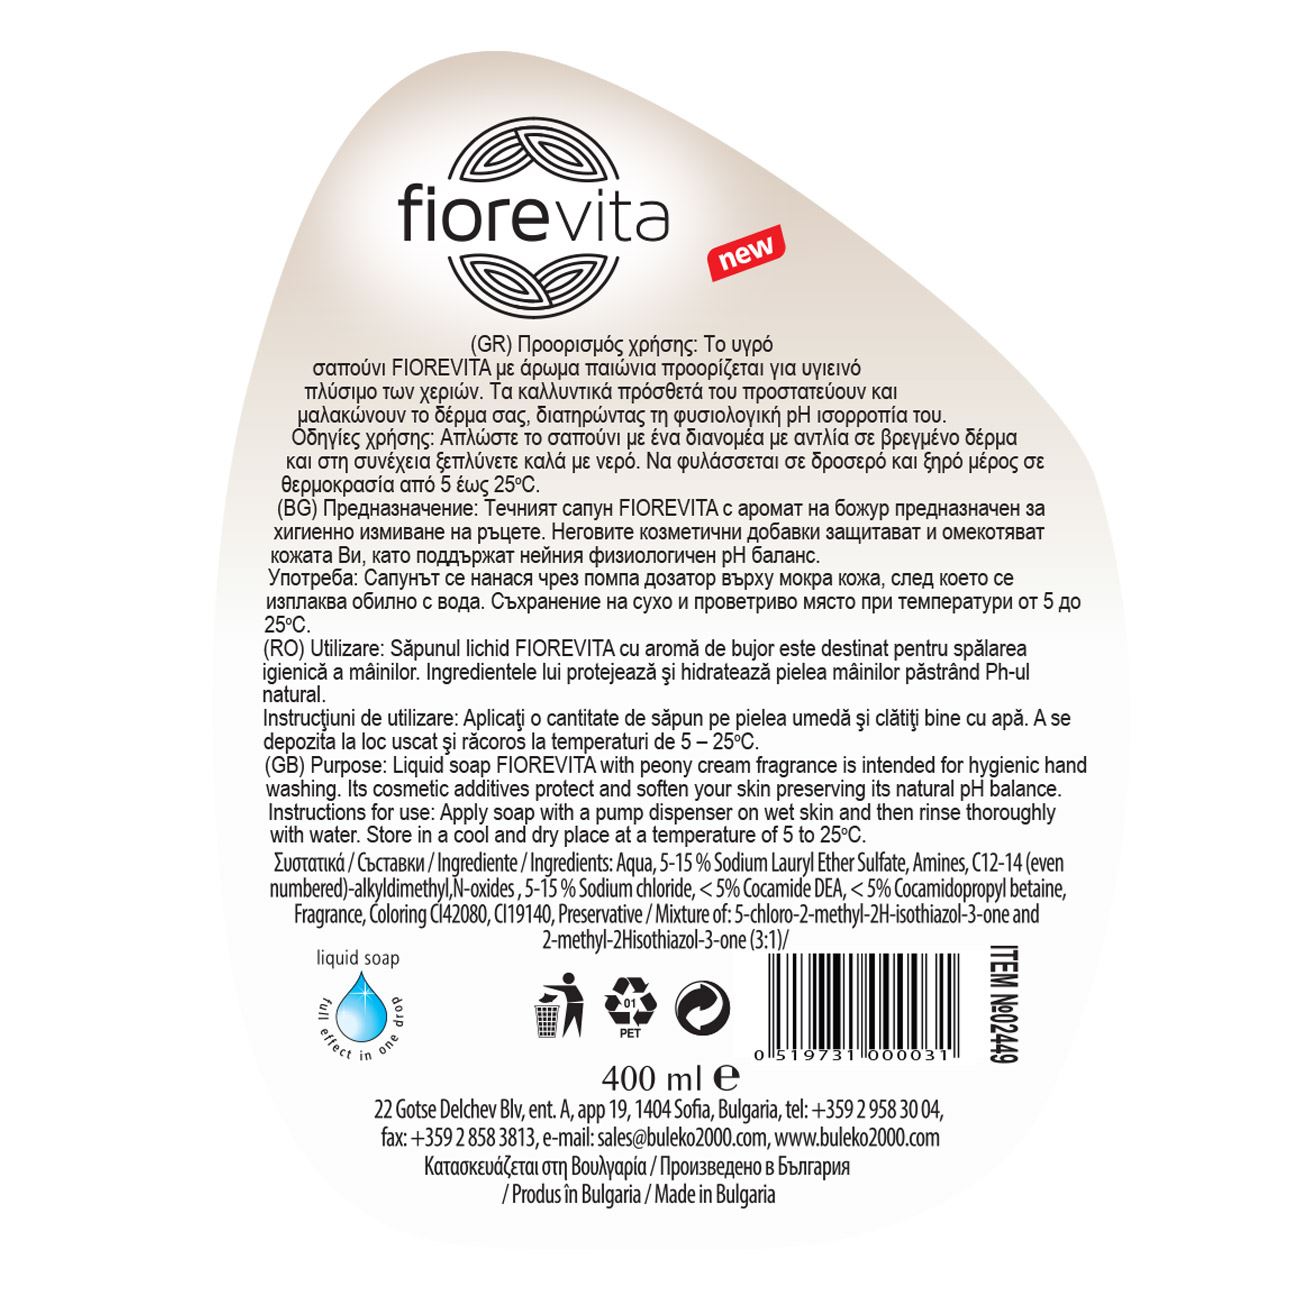 fiorevita
new
(GR) Προορισμός χρήσης: Το υγρό
σαπούνι FIOREVITA με άρωμα παιώνια προορίζεται για υγιεινό
πλύσιμο των χεριών. Τα καλλυντικά πρόσθετά του προστατεύουν και
μαλακώνουν το δέρμα σας, διατηρώντας τη φυσιολογική pH ισορροπία του.
Οδηγίες χρήσης: Απλώστε το σαπούνι με ένα διανομέα με αντλία σε βρεγμένο δέρμα
και στη συνέχεια ξεπλύνετε καλά με νερό. Να φυλάσσεται σε δροσερό και ξηρό μέρος σε
θερμοκρασία από 5 έως 25°C.
(BG) Предназначение: Течният сапун FIOREVITA с аромат на божур предназначен за
хигиенно измиване на ръцете. Неговите козметични добавки защитават и омекотяват
кожата Ви, като поддържат нейния физиологичен pH баланс.
Употреба: Сапунът се нанася чрез помпа дозатор върху мокра кожа, след което се
изплаква обилно с вода. Съхранение на сухо и проветриво място при температури от 5 до
25°C.
(RO) Utilizare: Săpunul lichid FIOREVITA cu aromă de bujor este destinat pentru spălarea
igienică a mâinilor. Ingredientele lui protejează şi hidratează pielea mâinilor păstrând Ph-ul
natural.
Instrucţiuni de utilizare: Aplicaţi o cantitate de săpun pe pielea umedă şi clătiţi bine cu apă. A se
depozita la loc uscat şi răcoros la temperaturi de 5 – 25°C.
(GB) Purpose: Liquid soap FIOREVITA with peony cream fragrance is intended for hygienic hand
washing. Its cosmetic additives protect and soften your skin preserving its natural pH balance.
Instructions for use: Apply soap with a pump dispenser on wet skin and then rinse thoroughly
with water. Store in a cool and dry place at a temperature of 5 to 25°C.
Συστατικά / Съставки / Ingrediente / Ingredients: Aqua, 5-15 % Sodium Lauryl Ether Sulfate, Amines, C12-14 (even
numbered)-alkyldimethyl,N-oxides , 5-15 % Sodium chloride, < 5% Cocamide DEA, < 5% Cocamidopropyl betaine,
Fragrance, Coloring CI42080, CI19140, Preservative / Mixture of: 5-chloro-2-methyl-2H-isothiazol-3-one and
2-methyl-2Hisothiazol-3-one (3:1)/
liquid soap
full effect in one drop
01
PET
0 519731 000031
ITEM №02449
400 ml ℮
22 Gotse Delchev Blv, ent. A, app 19, 1404 Sofia, Bulgaria, tel: +359 2 958 30 04,
fax: +359 2 858 3813, e-mail: sales@buleko2000.com, www.buleko2000.com
Κατασκευάζεται στη Βουλγαρία / Произведено в България
/ Produs în Bulgaria / Made in Bulgaria